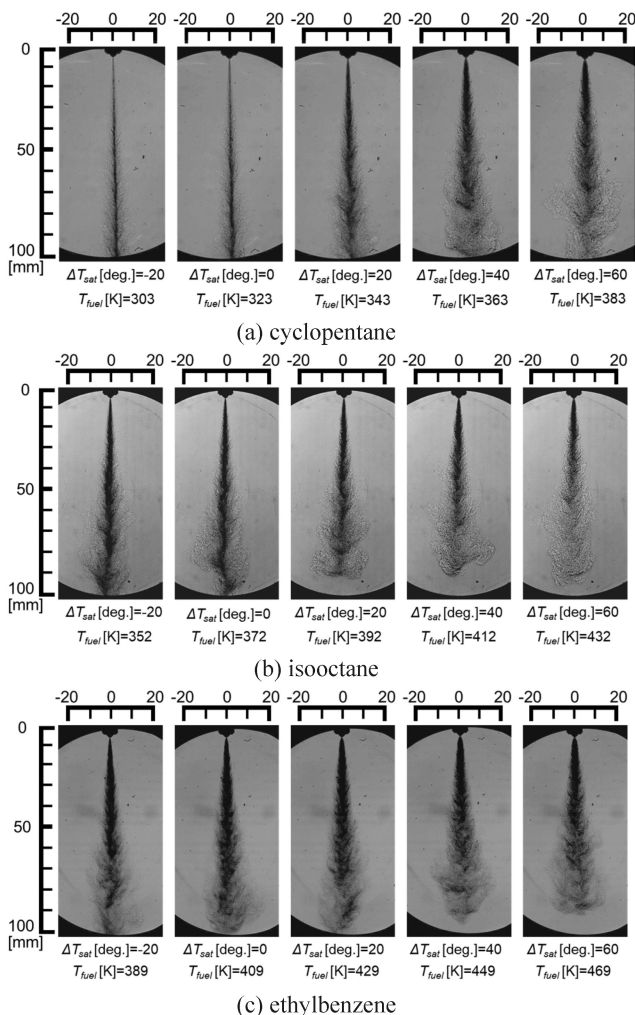 -20 0 20 -20 0 20 -20 0 20 -20 0 20 -20 0 20
0
50
100
[mm]
ΔTsat [deg.]=-20 ΔTsat [deg.]=0 ΔTsat [deg.]=20 ΔTsat [deg.]=40 ΔTsat [deg.]=60
Tfuel [K]=303 Tfuel [K]=323 Tfuel [K]=343 Tfuel [K]=363 Tfuel [K]=383
(a) cyclopentane
-20 0 20 -20 0 20 -20 0 20 -20 0 20 -20 0 20
0
50
100
[mm]
ΔTsat [deg.]=-20 ΔTsat [deg.]=0 ΔTsat [deg.]=20 ΔTsat [deg.]=40 ΔTsat [deg.]=60
Tfuel [K]=352 Tfuel [K]=372 Tfuel [K]=392 Tfuel [K]=412 Tfuel [K]=432
(b) isooctane
-20 0 20 -20 0 20 -20 0 20 -20 0 20 -20 0 20
0
50
100
[mm]
ΔTsat [deg.]=-20 ΔTsat [deg.]=0 ΔTsat [deg.]=20 ΔTsat [deg.]=40 ΔTsat [deg.]=60
Tfuel [K]=389 Tfuel [K]=409 Tfuel [K]=429 Tfuel [K]=449 Tfuel [K]=469
(c) ethylbenzene